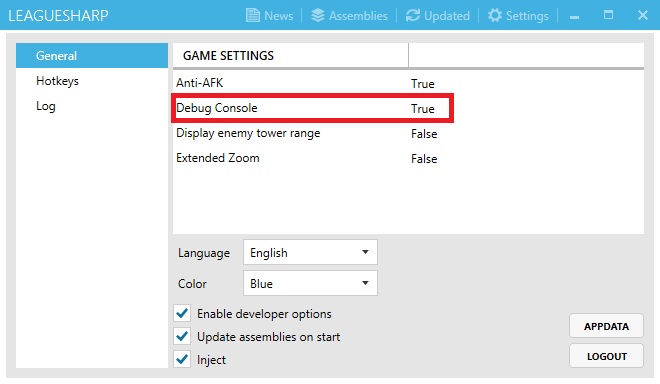 LEAGUESHARP News Assemblies Updated Settings
General GAME SETTINGS
Hotkeys Anti-AFK True
Log Debug Console True
Display enemy tower range False
Extended Zoom False
Language English
Color Blue
Enable developer options
Update assemblies on start APPDATA
Inject LOGOUT